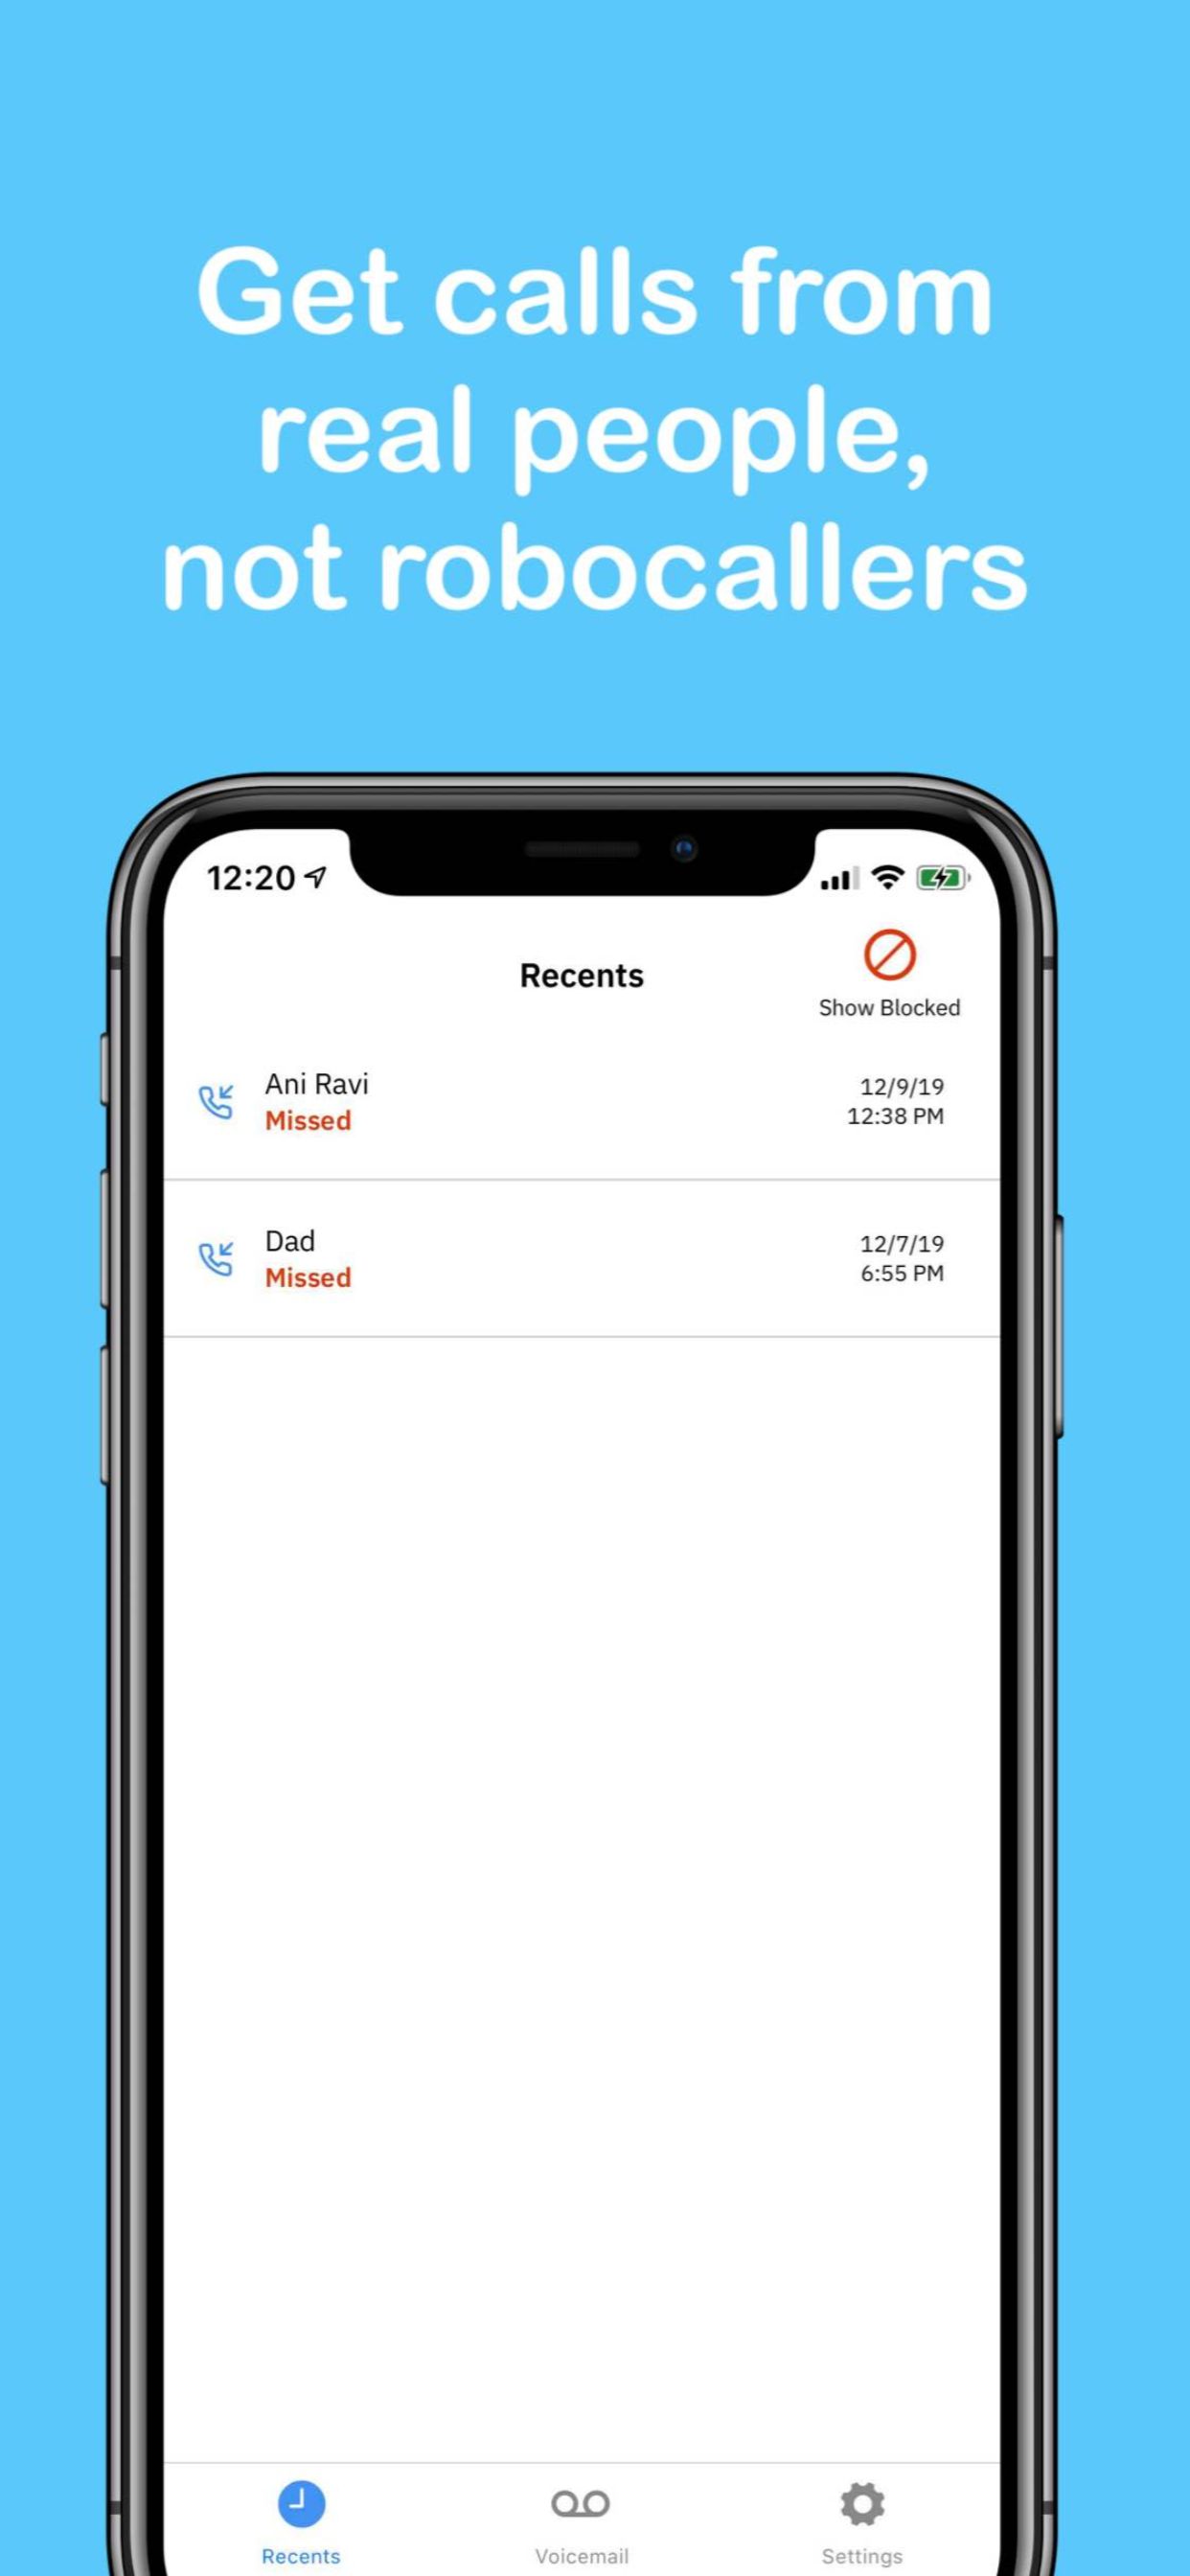 Get calls from
real people,
not robocallers
12:20
Recents
Show Blocked
Ani Ravi
Missed
12/9/19
12:38 PM
Dad
Missed
12/7/19
6:55 PM
Recents
Voicemail
Settings